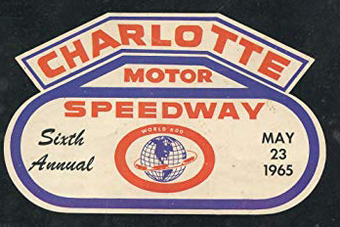 CHARLOTTE
MOTOR
SPEEDWAY
Sixth
Annual
WORLD 600
MAY
23
1965